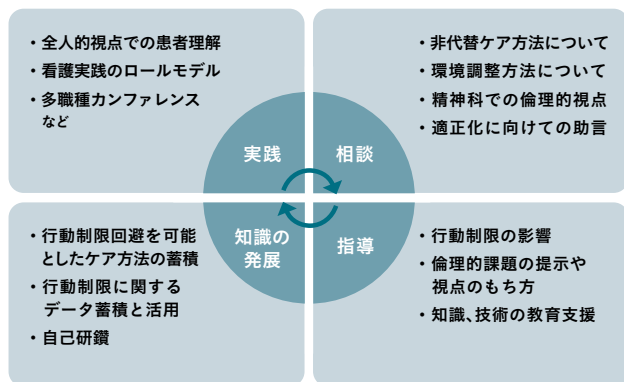 ・全人的視点での患者理解
・看護実践のロールモデル
・多職種カンファレンス
など
・非代替ケア方法について
・環境調整方法について
・精神科での倫理的視点
・適正化に向けての助言
実践
相談
知識の
発展
指導
・行動制限回避を可能
としたケア方法の蓄積
・行動制限に関する
データ蓄積と活用
・自己研鑽
・行動制限の影響
・倫理的課題の提示や
視点のもち方
・知識、技術の教育支援